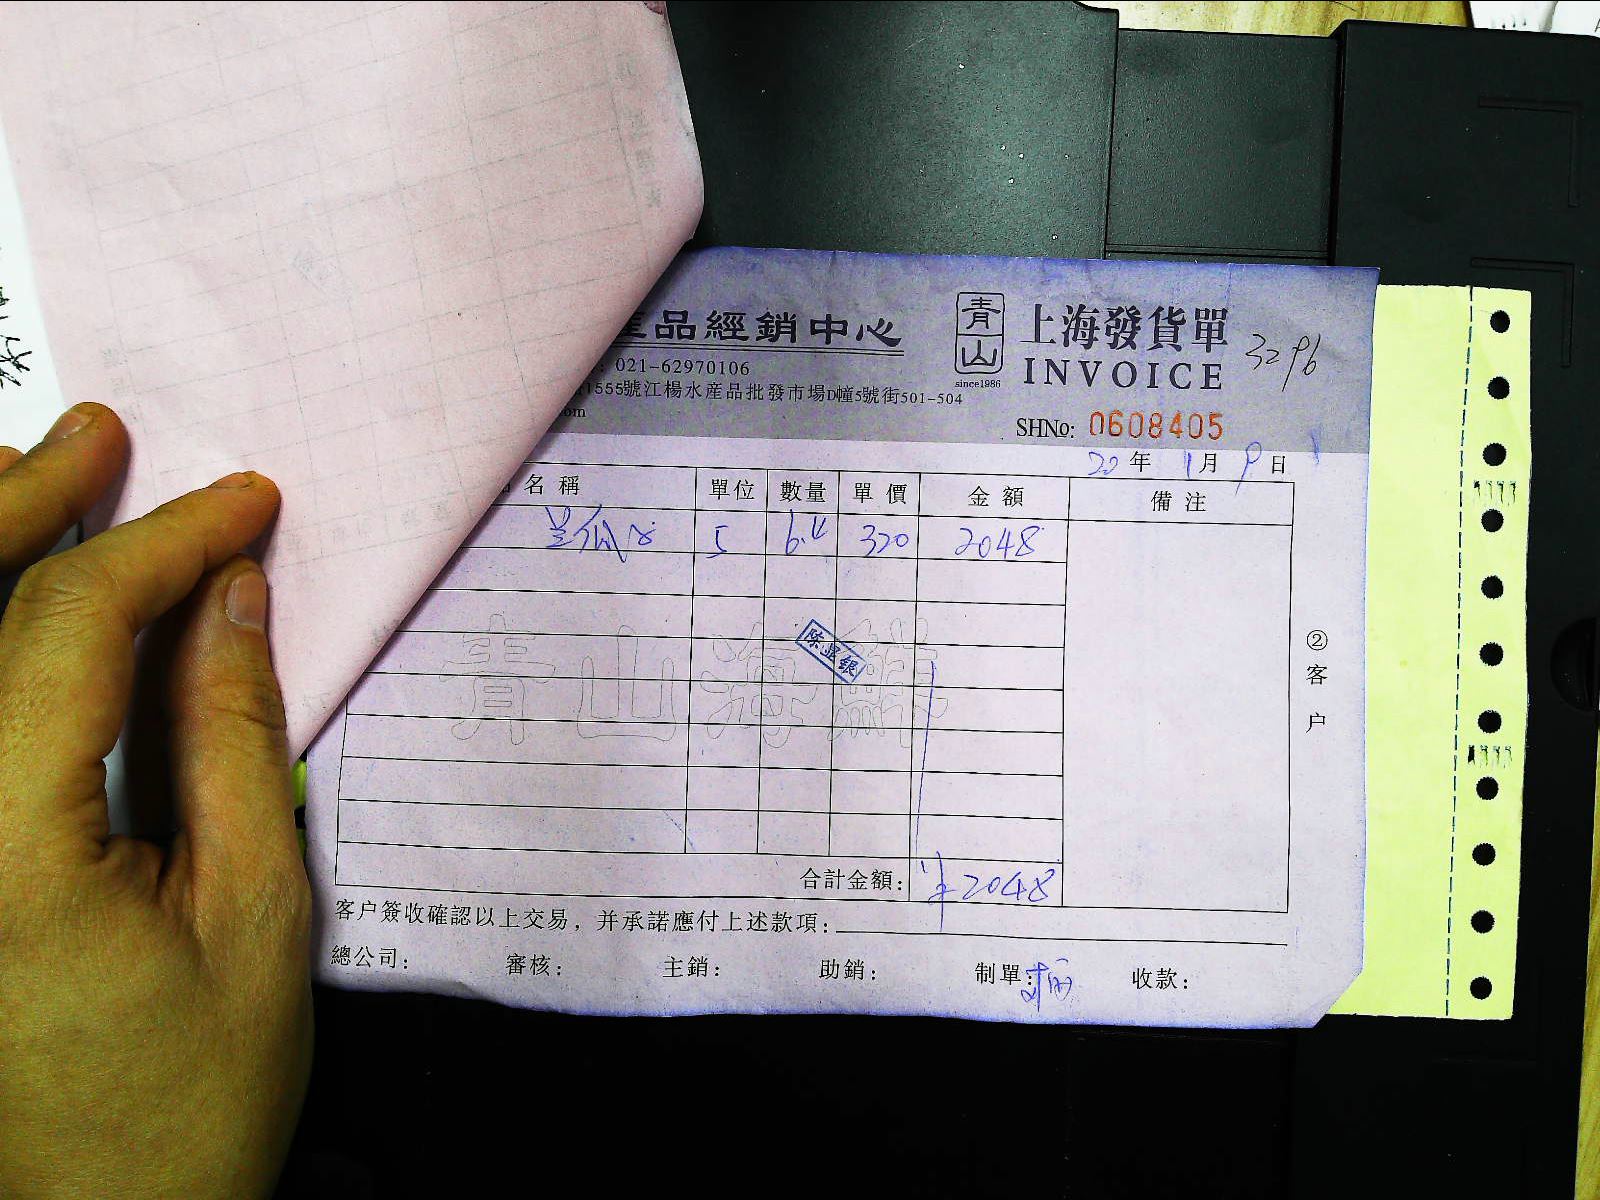 產品經銷中心
青山
since1986
上海發貨單
INVOICE
3296
: 021-62970106
1555號江楊水産品批發市場D幢5號街501-504
om
SHNo: 0608405
20 年 1 月 9 日
名稱 單位 數量 單價 金額 備注
5 6.4 320 2048
青山海鮮
陈显银
②客户
合計金額: ¥2048
客户簽收確認以上交易，并承諾應付上述款項:
總公司: 審核: 主銷: 助銷: 制單: 收款: